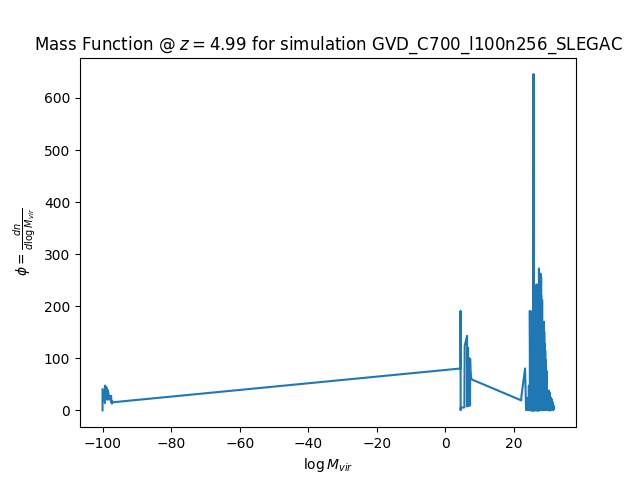 Mass Function @ z = 4.99 for simulation GVD_C700_l100n256_SLEGAC
600
500
400
300
200
100
0
ϕ = dn / dlog M_vir
−100 −80 −60 −40 −20 0 20
log M_vir